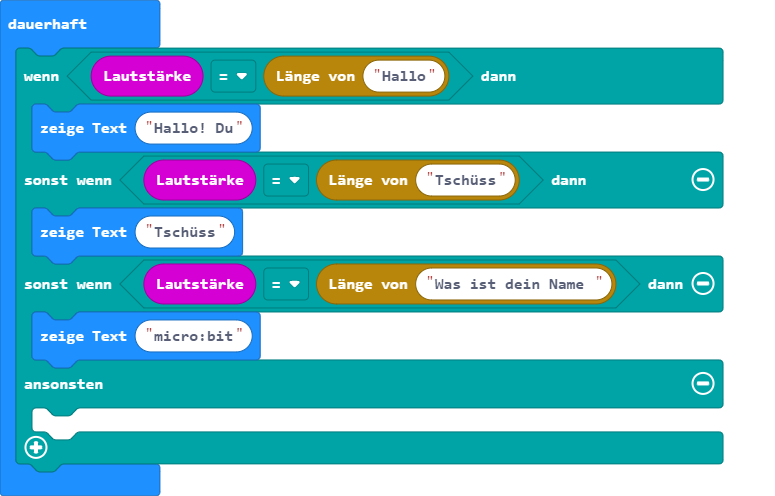 dauerhaft
wenn Lautstärke = Länge von "Hallo" dann
zeige Text "Hallo! Du"
sonst wenn Lautstärke = Länge von "Tschüss" dann
zeige Text "Tschüss"
sonst wenn Lautstärke = Länge von "Was ist dein Name " dann
zeige Text "micro:bit"
ansonsten